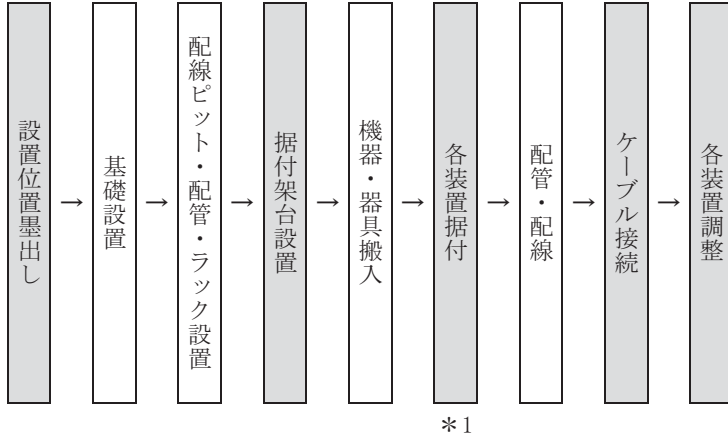 設置位置墨出し
→
基礎設置
→
配線ピット・配管・ラック設置
→
据付架台設置
→
機器・器具搬入
→
各装置据付
→
配管・配線
→
ケーブル接続
→
各装置調整
＊1